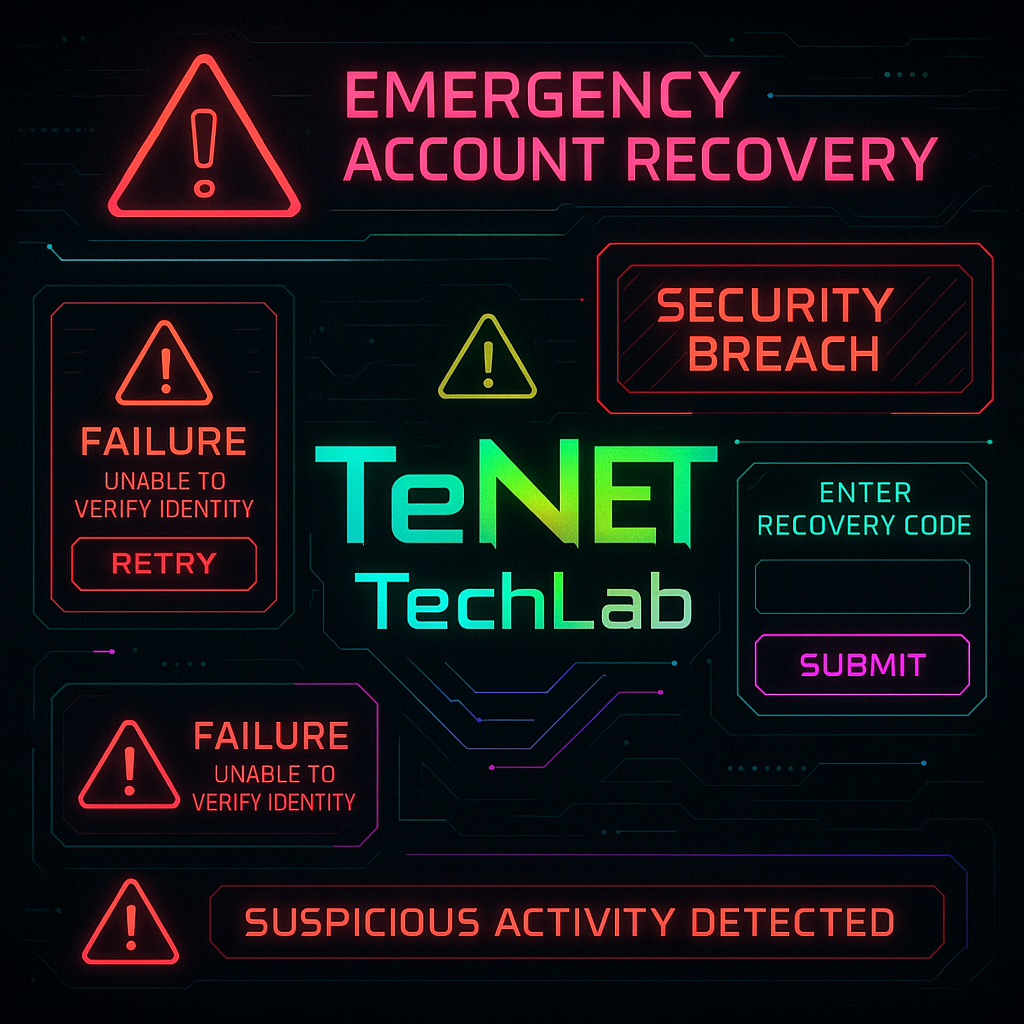 EMERGENCY
ACCOUNT RECOVERY
SECURITY
BREACH
FAILURE
UNABLE TO
VERIFY IDENTITY
RETRY
TeNET
TechLab
ENTER
RECOVERY CODE
SUBMIT
FAILURE
UNABLE TO
VERIFY IDENTITY
SUSPICIOUS ACTIVITY DETECTED